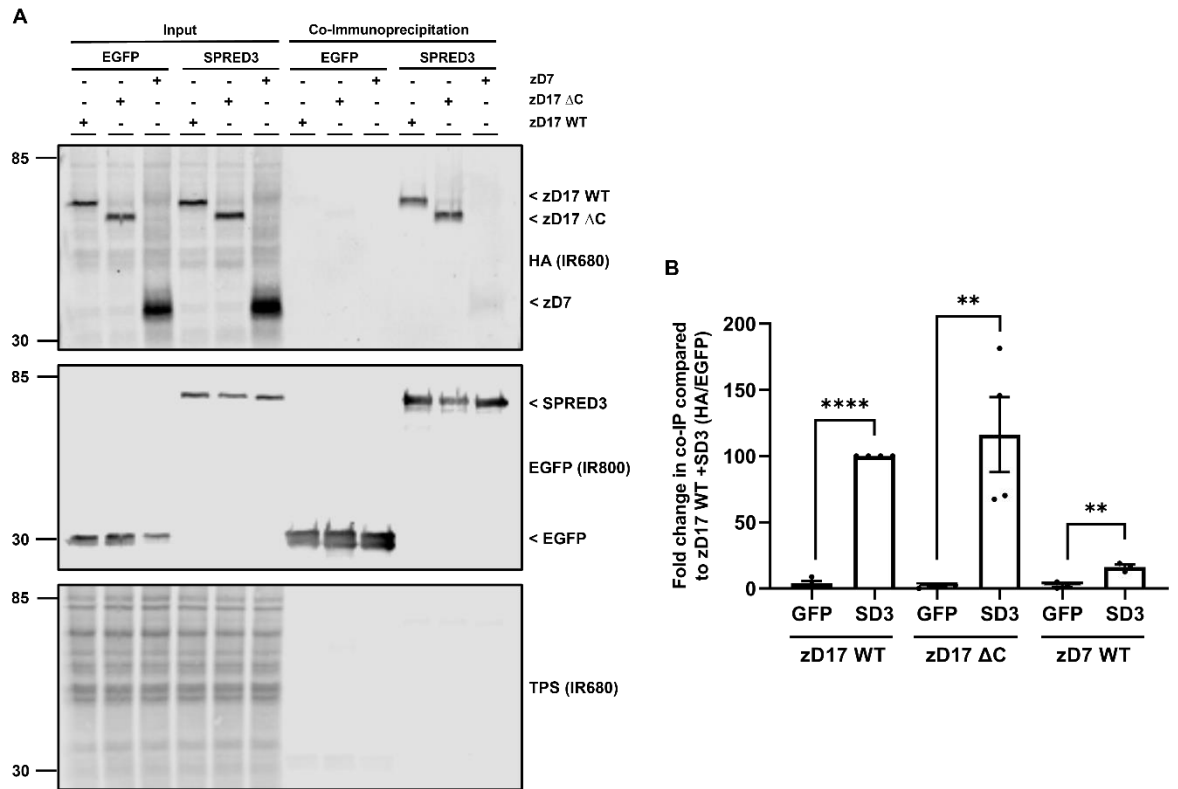 A
Input Co-Immunoprecipitation
EGFP SPRED3 EGFP SPRED3
- - + - - + - - + - - + zD7
- + - - + - - + - - + - zD17 ΔC
+ - - + - - + - - + - - zD17 WT
85
< zD17 WT
< zD17 ΔC
HA (IR680)
< zD7
30
85
< SPRED3
EGFP (IR800)
30
< EGFP
85
TPS (IR680)
30
B
Fold change in co-IP compared
to zD17 WT +SD3 (HA/EGFP)
200
150
100
50
0
****
**
**
GFP SD3 GFP SD3 GFP SD3
zD17 WT zD17 ΔC zD7 WT